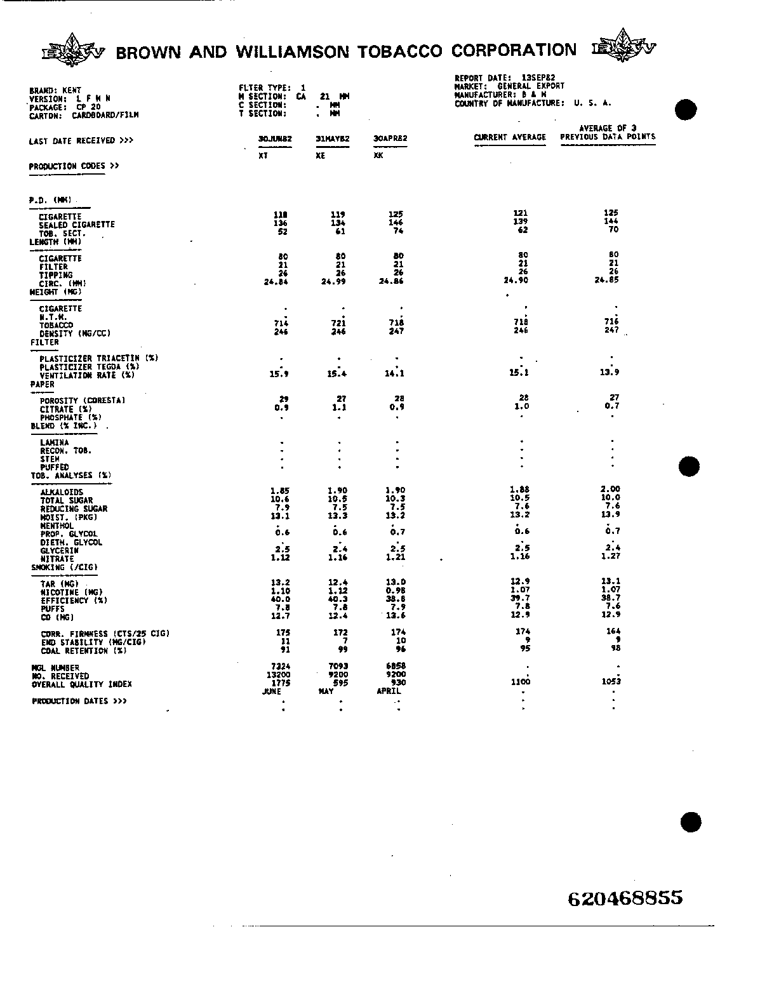 BROWN AND WILLIAMSON TOBACCO CORPORATION
BRAND: KENT
VERSION: L F H N
PACKAGE: CP 20
CARTON: CARDBOARD/FILM
FLTER TYPE: 1
M SECTION: CA 21 MM
C SECTION: . MM
T SECTION: . MM
REPORT DATE: 13SEP82
MARKET: GENERAL EXPORT
MANUFACTURER: B & W
COUNTRY OF MANUFACTURE: U. S. A.
LAST DATE RECEIVED >>> 30JUN82 31MAY82 30APR82 CURRENT AVERAGE AVERAGE OF 3 PREVIOUS DATA POINTS
XT XE XK
PRODUCTION CODES >>
P.D. (MM)
CIGARETTE 118 119 125 121 125
SEALED CIGARETTE 136 134 146 139 144
TOB. SECT. 52 61 74 62 70
LENGTH (MM)
CIGARETTE 80 80 80 80 80
FILTER 21 21 21 21 21
TIPPING 26 26 26 26 26
CIRC. (MM) 24.84 24.99 24.86 24.90 24.85
WEIGHT (MG)
CIGARETTE . . . . .
N.T.M. . . . . .
TOBACCO 714 721 718 718 716
DENSITY (MG/CC) 246 246 247 246 247
FILTER
PLASTICIZER TRIACETIN (%) . . . . .
PLASTICIZER TEGDA (%) . . . . .
VENTILATION RATE (%) 15.9 15.4 14.1 15.1 13.9
PAPER
POROSITY (CORESTA) 29 27 28 28 27
CITRATE (%) 0.9 1.1 0.9 1.0 0.7
PHOSPHATE (%) . . . . .
BLEND (% INC.)
LAMINA . . . . .
RECON. TOB. . . . . .
STEM . . . . .
PUFFED . . . . .
TOB. ANALYSES (%)
ALKALOIDS 1.85 1.90 1.90 1.88 2.00
TOTAL SUGAR 10.6 10.5 10.3 10.5 10.0
REDUCING SUGAR 7.9 7.5 7.5 7.6 7.6
MOIST. (PKG) 13.1 13.3 13.2 13.2 13.9
MENTHOL . . . . .
PROP. GLYCOL 0.6 0.6 0.7 0.6 0.7
DIETH. GLYCOL . . . . .
GLYCERIN 2.5 2.4 2.5 2.5 2.4
NITRATE 1.12 1.16 1.21 1.16 1.27
SMOKING (/CIG)
TAR (MG) 13.2 12.4 13.0 12.9 13.1
NICOTINE (MG) 1.10 1.12 0.98 1.07 1.07
EFFICIENCY (%) 40.0 40.3 38.8 39.7 38.7
PUFFS 7.8 7.8 7.9 7.8 7.6
CO (MG) 12.7 12.4 13.6 12.9 12.9
CORR. FIRMNESS (CTS/25 CIG) 175 172 174 174 164
END STABILITY (MG/CIG) 11 7 10 9 9
COAL RETENTION (%) 91 99 96 95 98
MGL NUMBER 7324 7093 6858 . .
NO. RECEIVED 13200 9200 9200 . .
OVERALL QUALITY INDEX 1775 595 930 1100 1053
JUNE MAY APRIL . .
PRODUCTION DATES >>> . . . . .
. . . . .
620468855